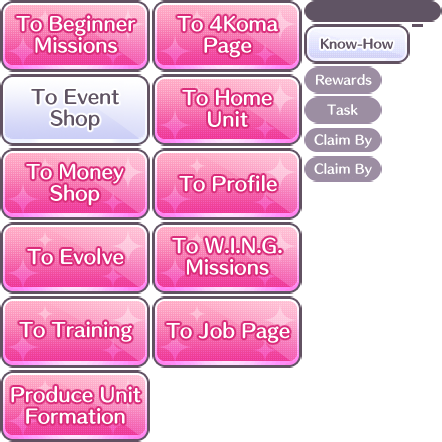 To Beginner
Missions
To 4Koma
Page
Know-How
Rewards
To Event
Shop
To Home
Unit
Task
Claim By
Claim By
To Money
Shop
To Profile
To Evolve
To W.I.N.G.
Missions
To Training
To Job Page
Produce Unit
Formation